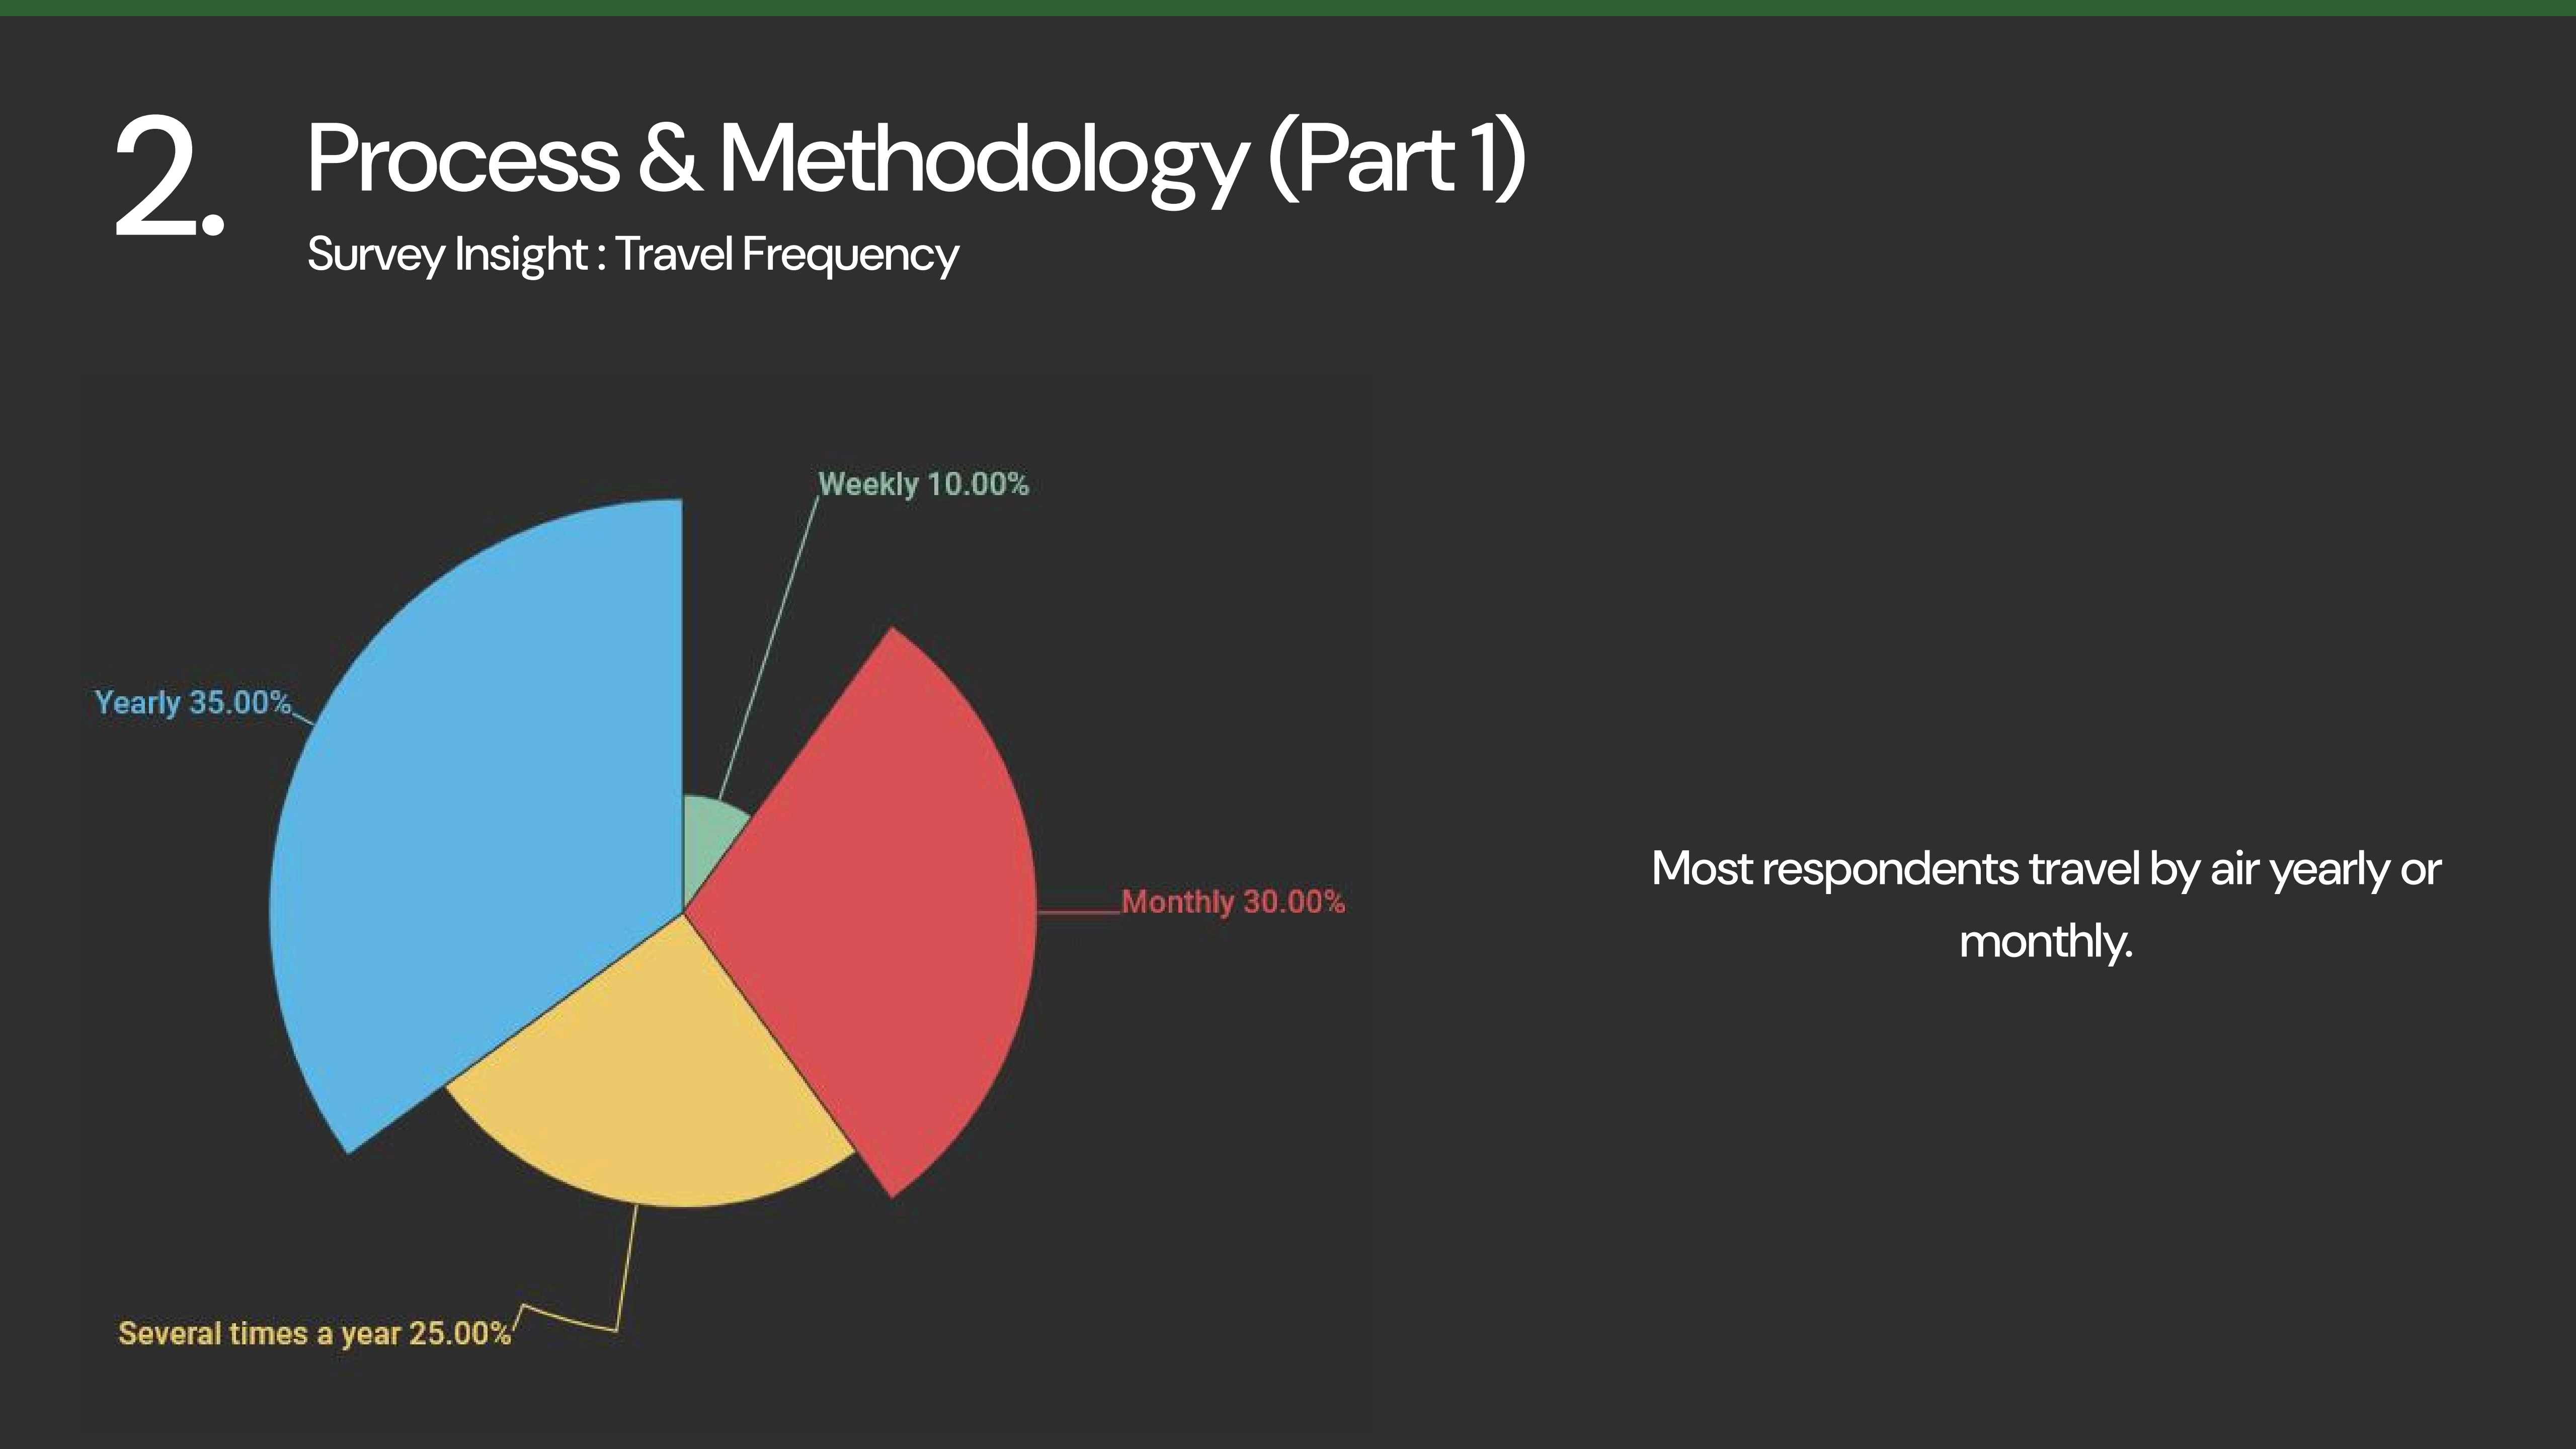 2.
Process & Methodology (Part 1)
Survey Insight : Travel Frequency
Weekly 10.00%
Yearly 35.00%
Monthly 30.00%
Several times a year 25.00%
Most respondents travel by air yearly or
monthly.